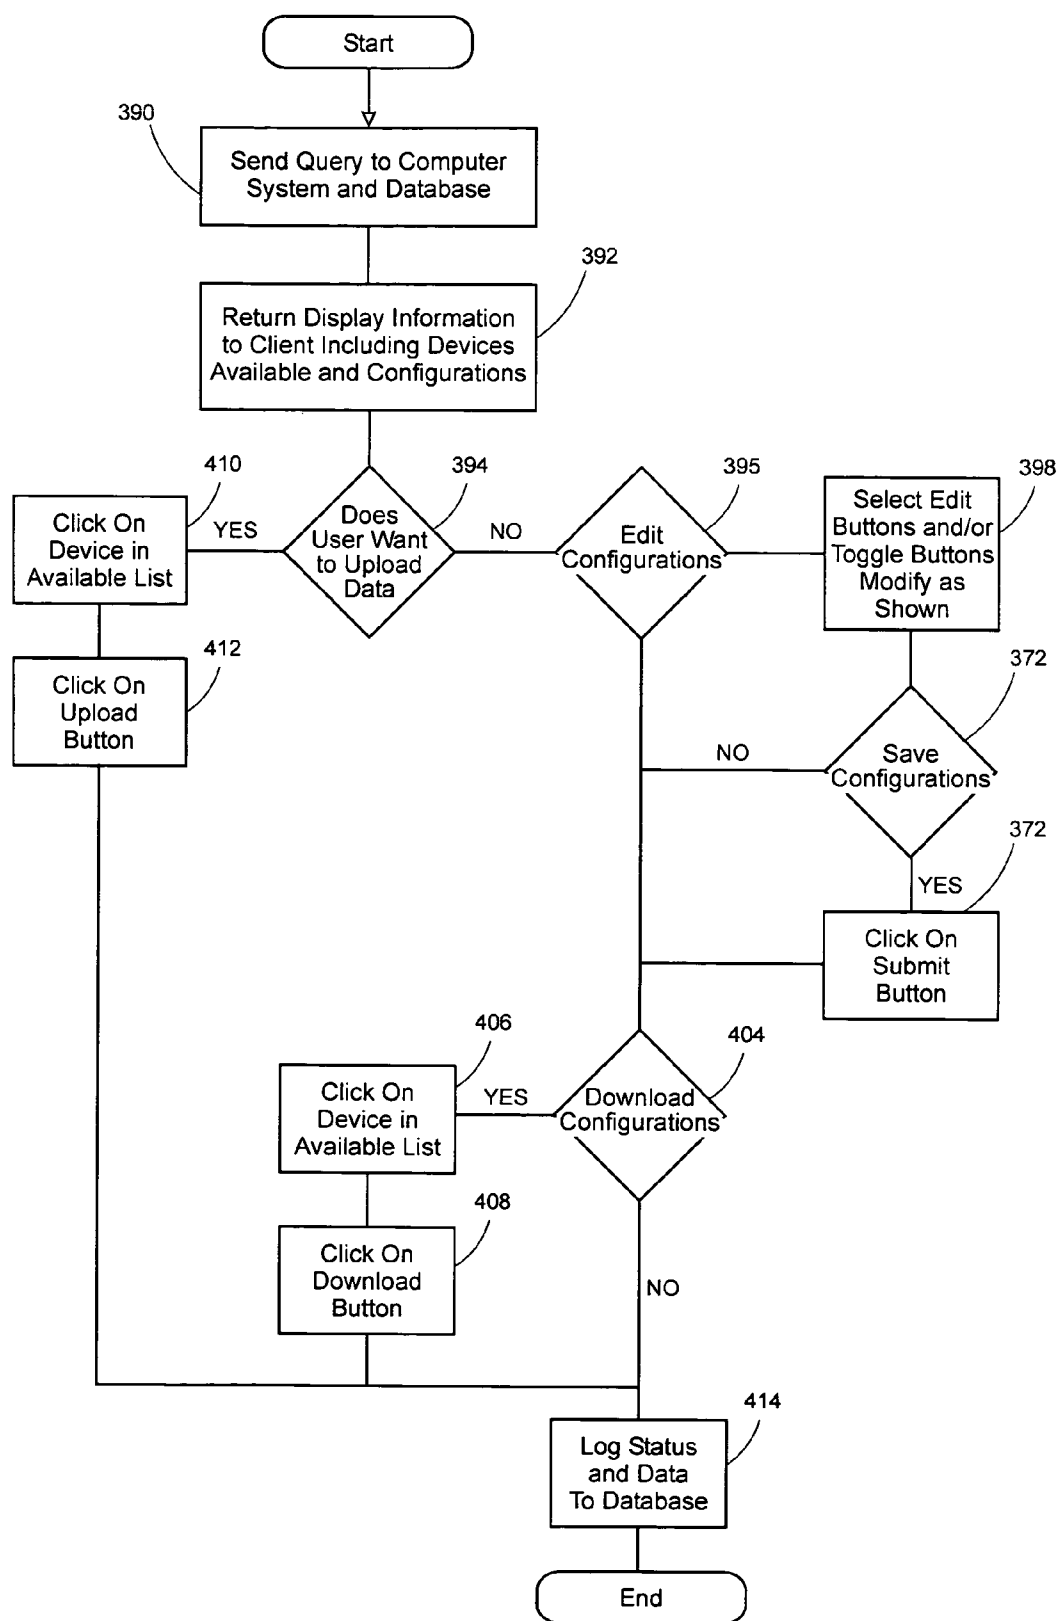 Start
390
Send Query to Computer
System and Database
392
Return Display Information
to Client Including Devices
Available and Configurations
410
394
395
398
Click On
Device in
Available List
YES
Does
User Want
to Upload
Data
NO
Edit
Configurations
Select Edit
Buttons and/or
Toggle Buttons
Modify as
Shown
412
Click On
Upload
Button
372
NO
Save
Configurations
372
YES
Click On
Submit
Button
406
404
Click On
Device in
Available List
YES
Download
Configurations
408
Click On
Download
Button
NO
414
Log Status
and Data
To Database
End